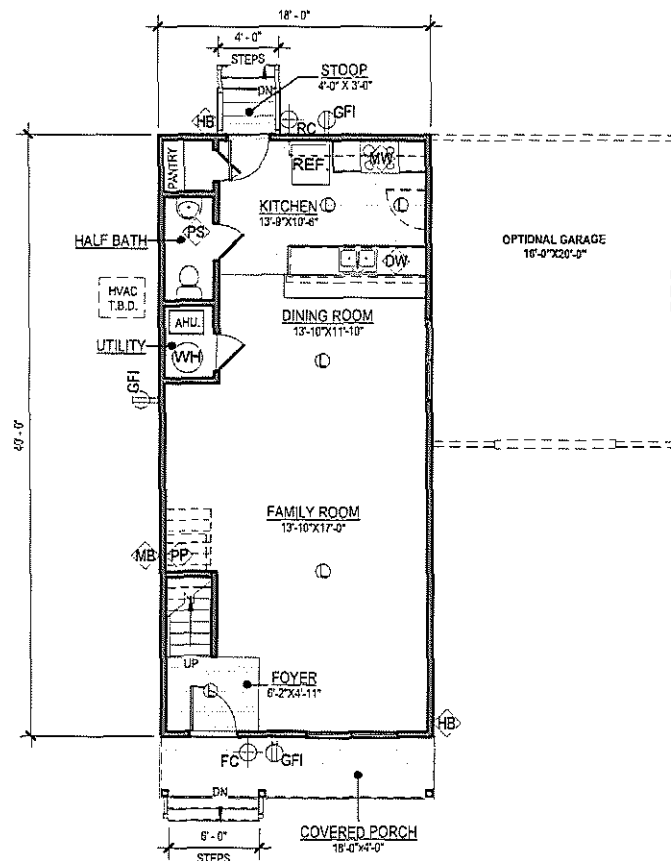 18'- 0"
4'- 0"
STEPS
STOOP
4'-0" X 3'-0"
DN
HB
RC
GFI
PANTRY
REF.
MW
KITCHEN
13'-9"X10'-6"
L
L
OPTIONAL GARAGE
16'-0"X20'-0"
HALF BATH
PS
DW
HVAC
T.B.D.
DINING ROOM
13'-10"X11'-10"
AHU.
UTILITY
WH
L
GFI
40'- 0"
FAMILY ROOM
13'-10"X17'-0"
MB
PP
L
UP
FOYER
6'-2"X4'-11"
L
HB
FC
GFI
DN
6'- 0"
STEPS
COVERED PORCH
18'-0"x4'-0"